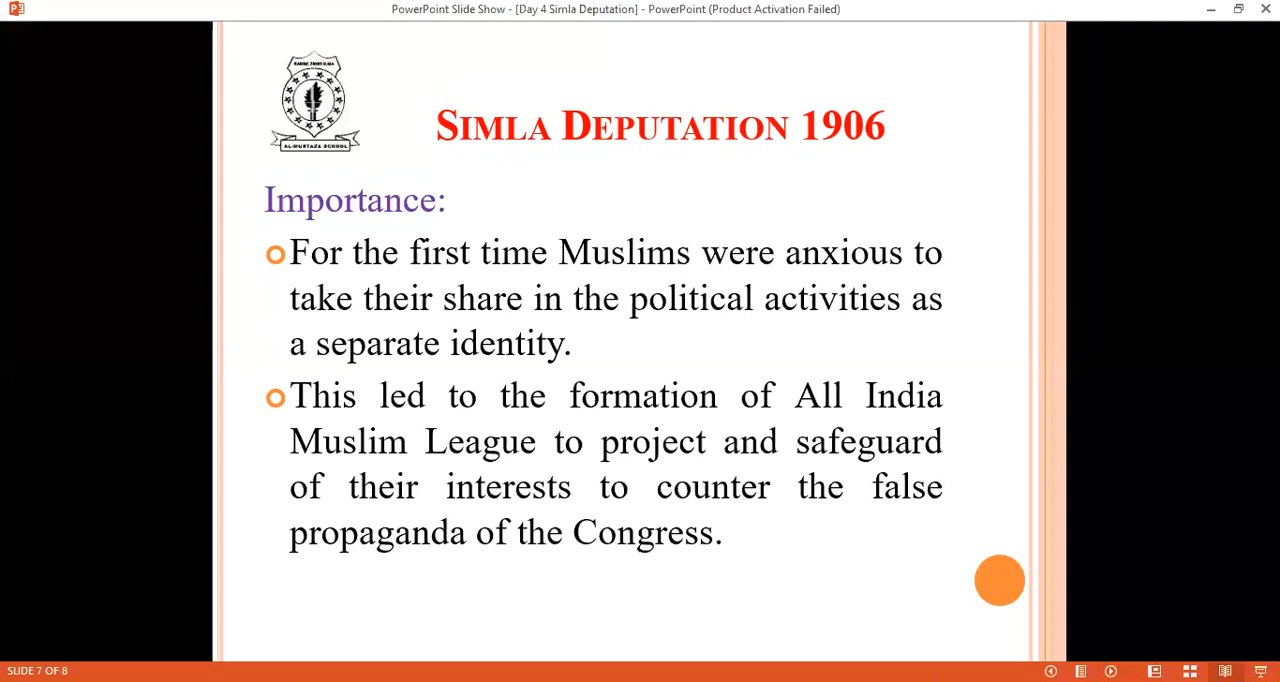 PowerPoint Slide Show - [Day 4 Simla Deputation] - PowerPoint (Product Activation Failed)
AL-MURTAZA SCHOOL
SIMLA DEPUTATION 1906
Importance:
For the first time Muslims were anxious to
take their share in the political activities as
a separate identity.
This led to the formation of All India
Muslim League to project and safeguard
of their interests to counter the false
propaganda of the Congress.
SLIDE 7 OF 8